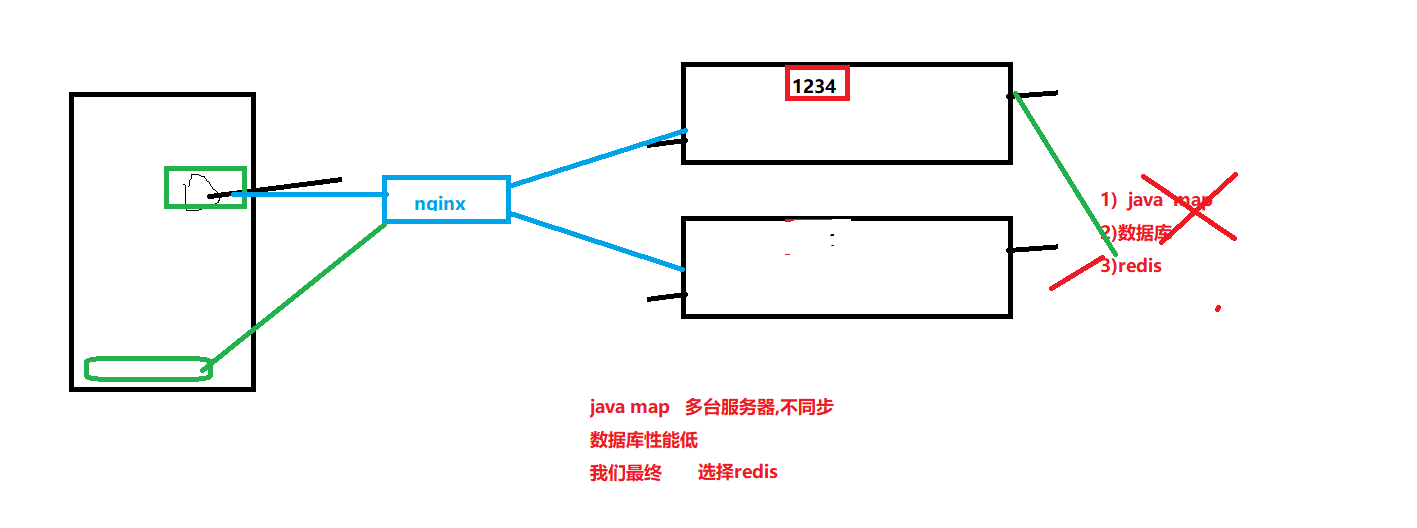 1234
nginx
1) java map
2)数据库
3)redis
java map 多台服务器,不同步
数据库性能低
我们最终 选择redis